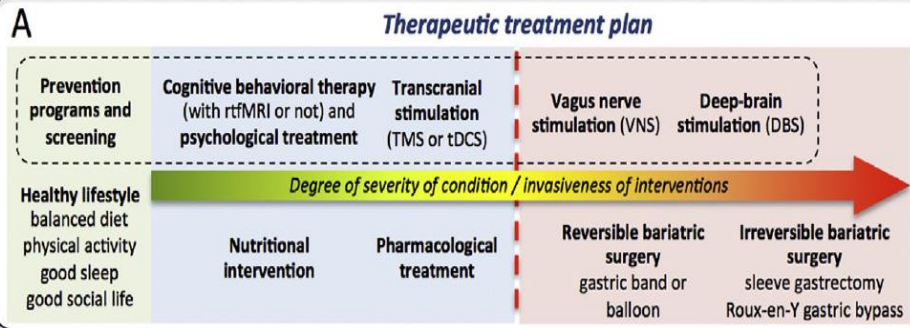 A
Therapeutic treatment plan
Prevention
programs and
screening
Cognitive behavioral therapy
(with rtfMRI or not) and
psychological treatment
Transcranial
stimulation
(TMS or tDCS)
Vagus nerve
stimulation (VNS)
Deep-brain
stimulation (DBS)
Degree of severity of condition / invasiveness of interventions
Healthy lifestyle
balanced diet
physical activity
good sleep
good social life
Nutritional
intervention
Pharmacological
treatment
Reversible bariatric
surgery
gastric band or
balloon
Irreversible bariatric
surgery
sleeve gastrectomy
Roux-en-Y gastric bypass